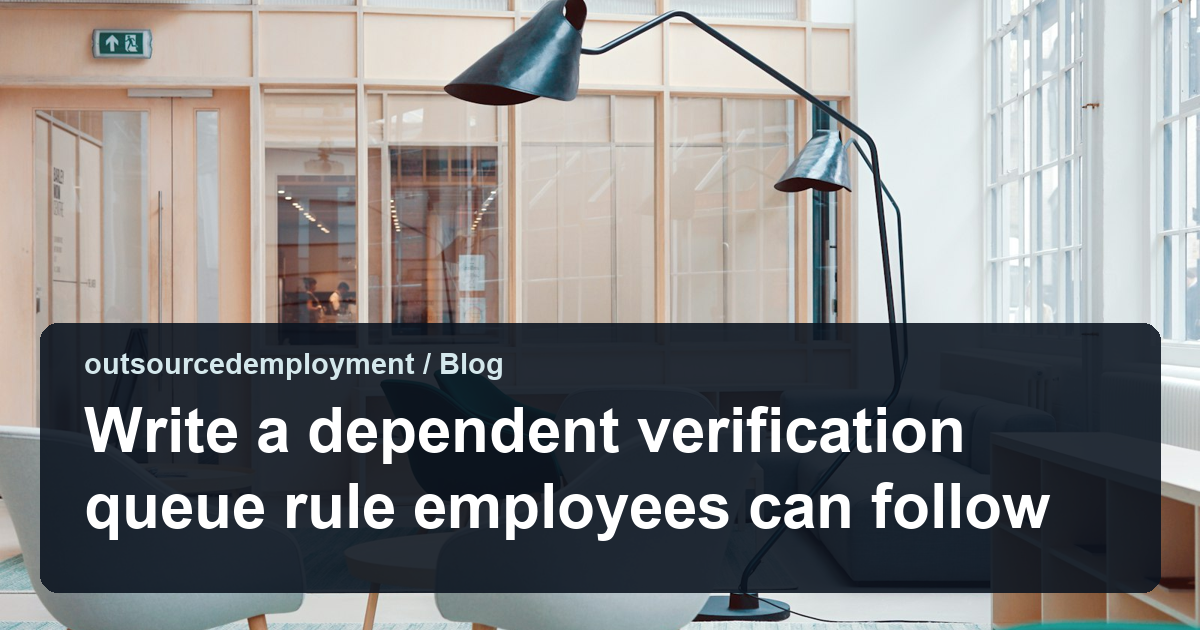 outsourcedemployment / Blog
Write a dependent verification
queue rule employees can follow